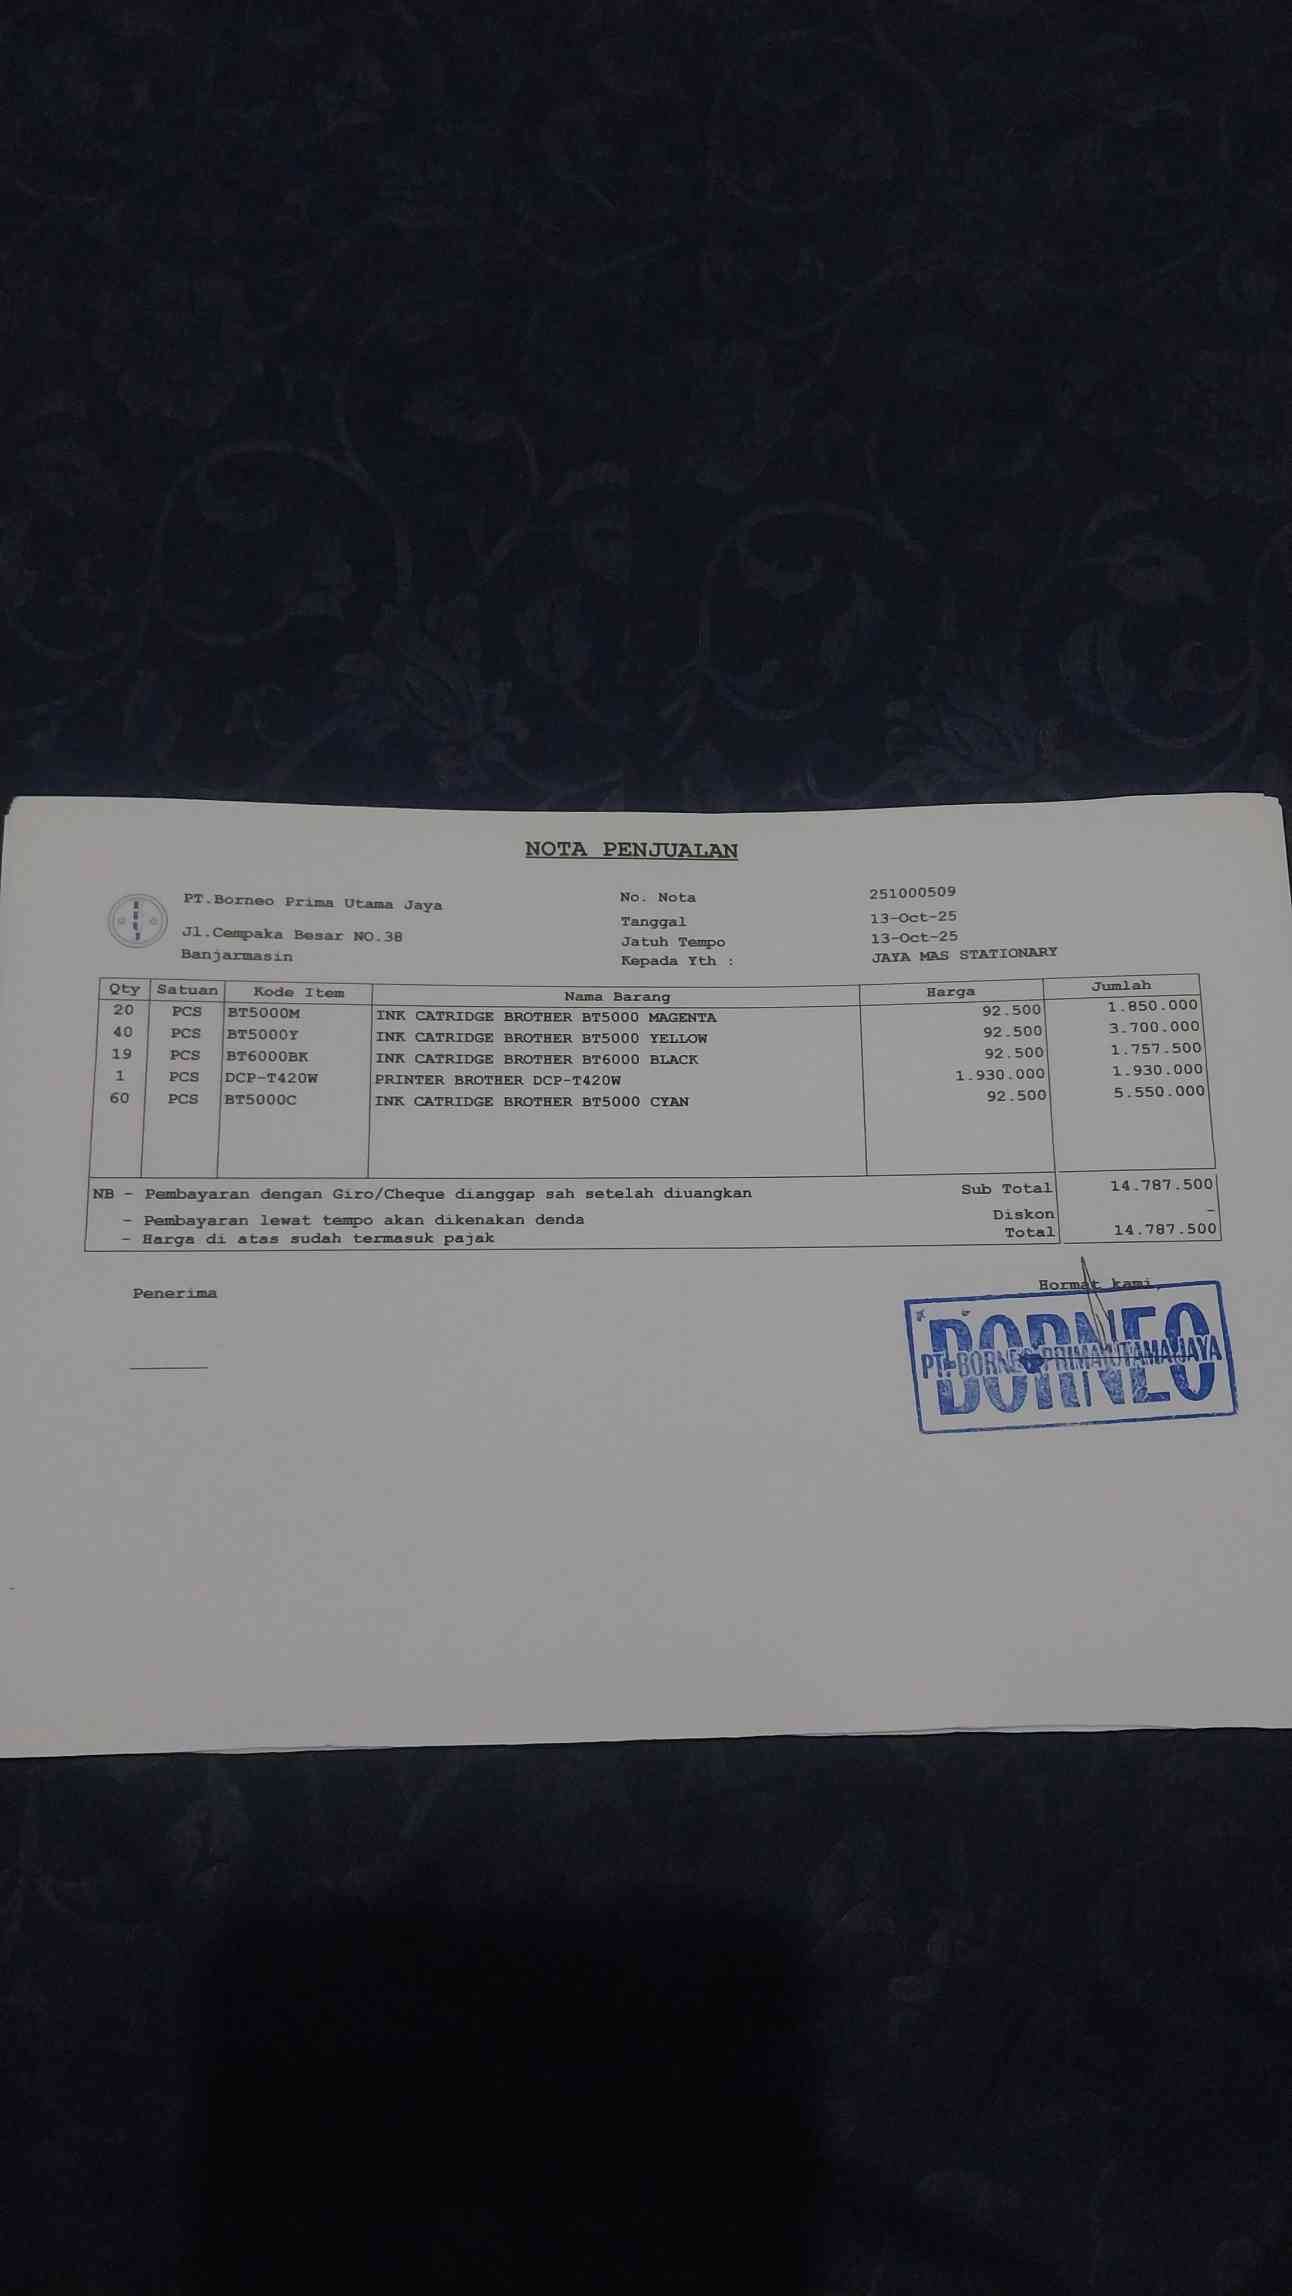 NOTA PENJUALAN
PT.Borneo Prima Utama Jaya
Jl.Cempaka Besar NO.38
Banjarmasin
No. Nota 251000509
Tanggal 13-Oct-25
Jatuh Tempo 13-Oct-25
Kepada Yth : JAYA MAS STATIONARY
Qty Satuan Kode Item Nama Barang Harga Jumlah
20 PCS BT5000M INK CATRIDGE BROTHER BT5000 MAGENTA 92.500 1.850.000
40 PCS BT5000Y INK CATRIDGE BROTHER BT5000 YELLOW 92.500 3.700.000
19 PCS BT6000BK INK CATRIDGE BROTHER BT6000 BLACK 92.500 1.757.500
1 PCS DCP-T420W PRINTER BROTHER DCP-T420W 1.930.000 1.930.000
60 PCS BT5000C INK CATRIDGE BROTHER BT5000 CYAN 92.500 5.550.000
NB - Pembayaran dengan Giro/Cheque dianggap sah setelah diuangkan Sub Total 14.787.500
- Pembayaran lewat tempo akan dikenakan denda Diskon -
- Harga di atas sudah termasuk pajak Total 14.787.500
Penerima Hormat kami
BORNEO
PT. BORNEO PRIMA UTAMA JAYA